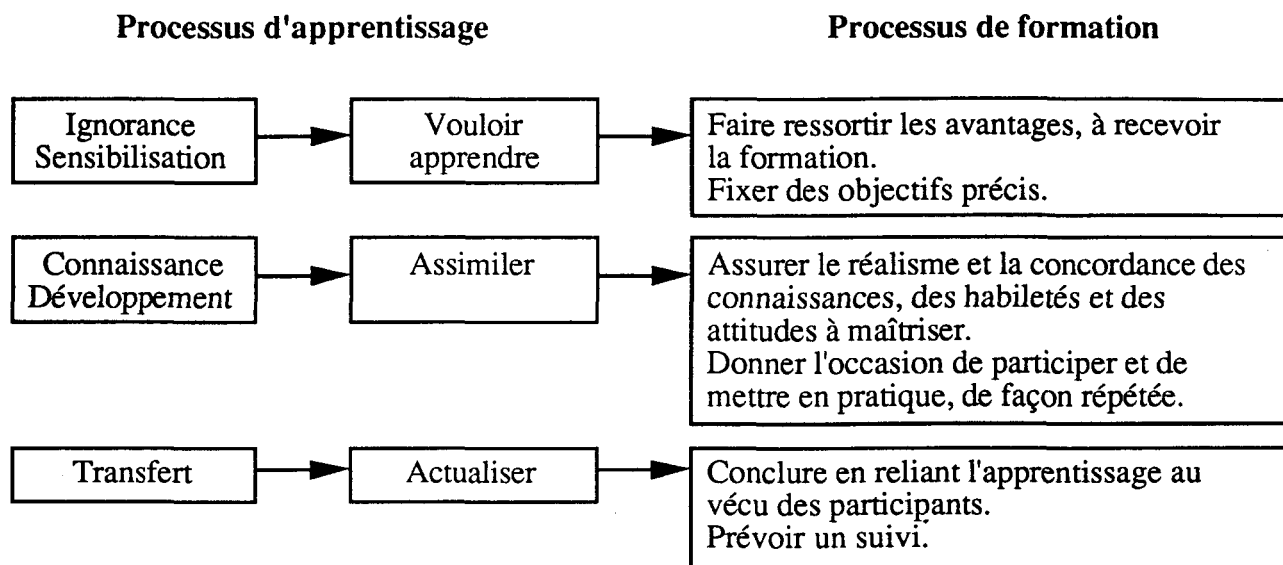 Processus d'apprentissage
Processus de formation
Ignorance
Sensibilisation
Vouloir
apprendre
Faire ressortir les avantages, à recevoir
la formation.
Fixer des objectifs précis.
Connaissance
Développement
Assimiler
Assurer le réalisme et la concordance des
connaissances, des habiletés et des
attitudes à maîtriser.
Donner l'occasion de participer et de
mettre en pratique, de façon répétée.
Transfert
Actualiser
Conclure en reliant l'apprentissage au
vécu des participants.
Prévoir un suivi.